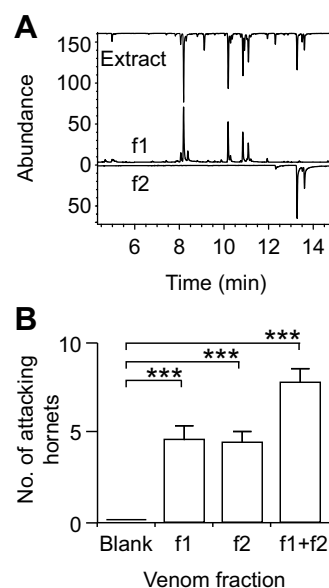 A
Abundance
150
100
50
0
50
Extract
f1
f2
6 8 10 12 14
Time (min)
B
No. of attacking
hornets
10
5
0
***
***
***
Blank f1 f2 f1+f2
Venom fraction